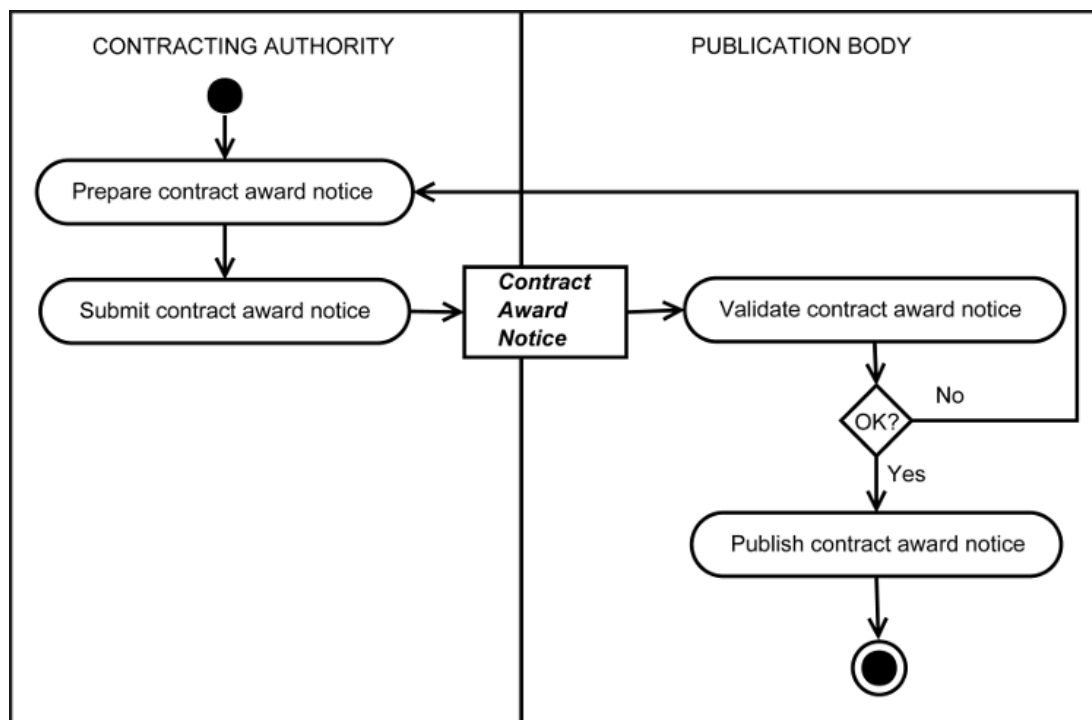 CONTRACTING AUTHORITY
PUBLICATION BODY
Prepare contract award notice
Submit contract award notice
Contract
Award
Notice
Validate contract award notice
No
OK?
Yes
Publish contract award notice